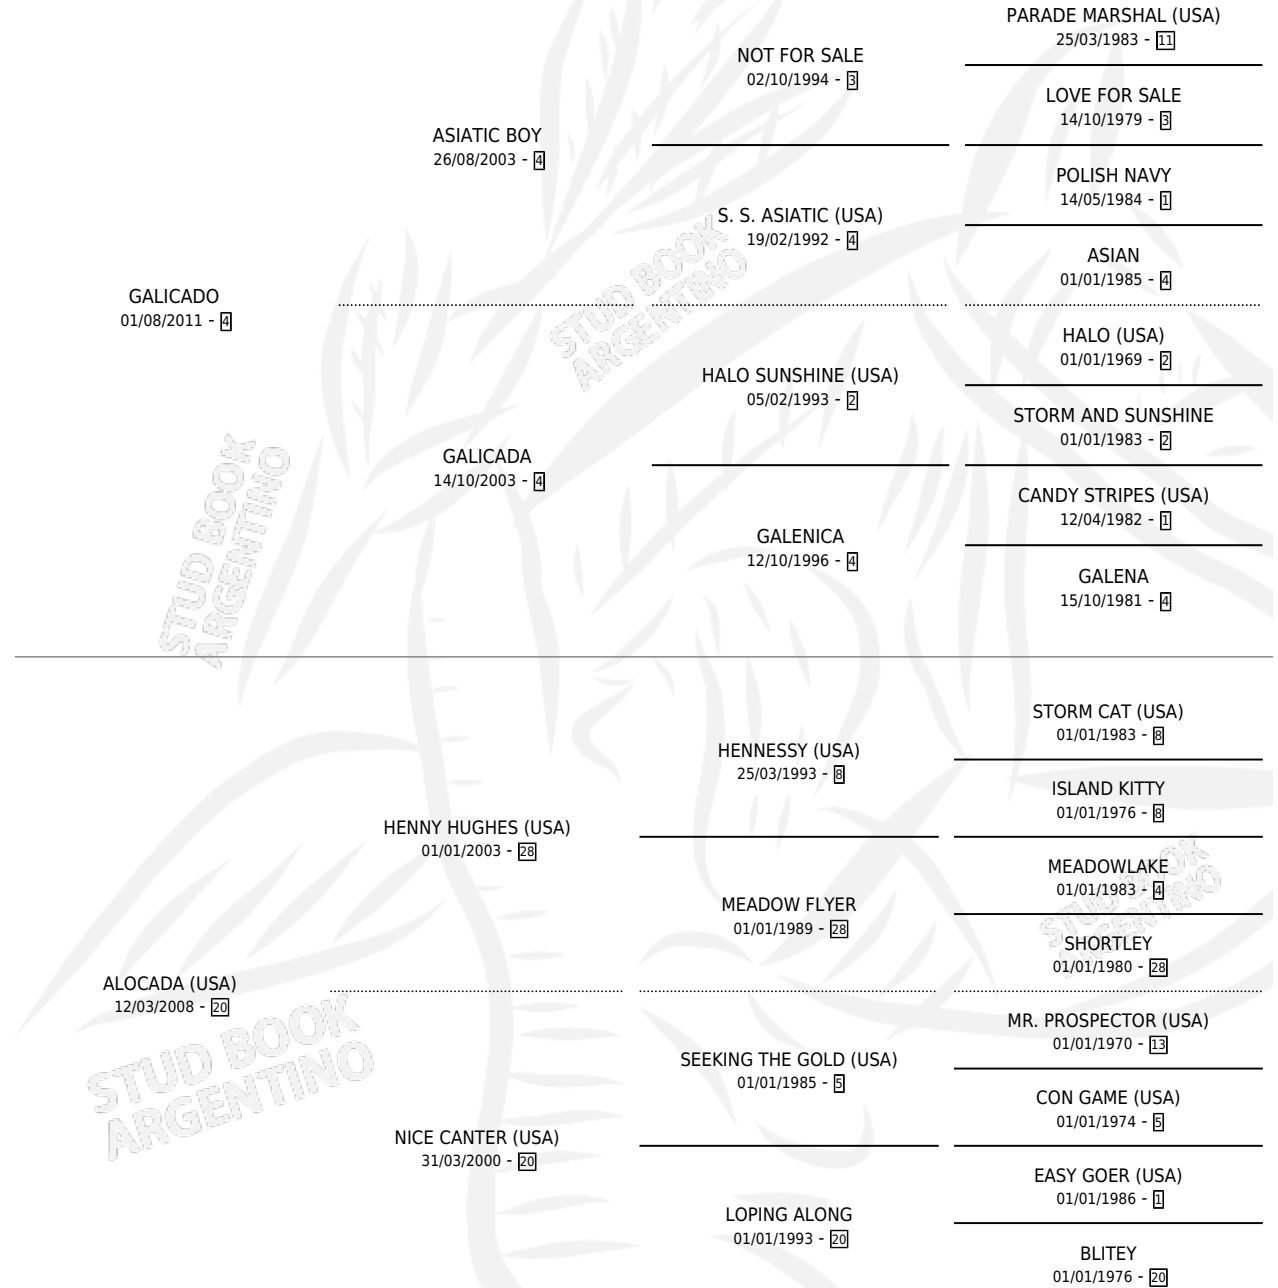 PARADE MARSHAL (USA)
25/03/1983 - 11
NOT FOR SALE
02/10/1994 - 3
LOVE FOR SALE
14/10/1979 - 3
ASIATIC BOY
26/08/2003 - 4
POLISH NAVY
14/05/1984 - 1
S. S. ASIATIC (USA)
19/02/1992 - 4
ASIAN
01/01/1985 - 4
GALICADO
01/08/2011 - 4
HALO (USA)
01/01/1969 - 2
HALO SUNSHINE (USA)
05/02/1993 - 2
STORM AND SUNSHINE
01/01/1983 - 2
GALICADA
14/10/2003 - 4
CANDY STRIPES (USA)
12/04/1982 - 1
GALENICA
12/10/1996 - 4
GALENA
15/10/1981 - 4
STUD BOOK
ARGENTINO
STUD BOOK
ARGENTINO
STORM CAT (USA)
01/01/1983 - 8
HENNESSY (USA)
25/03/1993 - 8
ISLAND KITTY
01/01/1976 - 8
HENNY HUGHES (USA)
01/01/2003 - 28
MEADOWLAKE
01/01/1983 - 4
MEADOW FLYER
01/01/1989 - 28
SHORTLEY
01/01/1980 - 28
ALOCADA (USA)
12/03/2008 - 20
MR. PROSPECTOR (USA)
01/01/1970 - 13
SEEKING THE GOLD (USA)
01/01/1985 - 5
CON GAME (USA)
01/01/1974 - 5
NICE CANTER (USA)
31/03/2000 - 20
EASY GOER (USA)
01/01/1986 - 1
LOPING ALONG
01/01/1993 - 20
BLITEY
01/01/1976 - 20
STUD BOOK
ARGENTINO
STUD BOOK
ARGENTINO